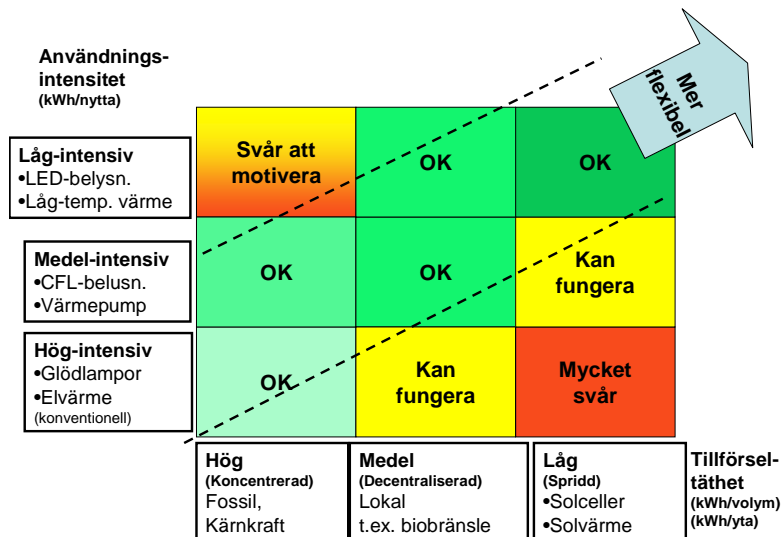 Användnings-
intensitet
(kWh/nytta)
Mer
flexibel
Låg-intensiv
•LED-belysn.
•Låg-temp. värme
Svår att
motivera
OK
OK
Medel-intensiv
•CFL-belusn.
•Värmepump
OK
OK
Kan
fungera
Hög-intensiv
•Glödlampor
•Elvärme
(konventionell)
OK
Kan
fungera
Mycket
svår
Hög
(Koncentrerad)
Fossil,
Kärnkraft
Medel
(Decentraliserad)
Lokal
t.ex. biobränsle
Låg
(Spridd)
•Solceller
•Solvärme
Tillförsel-
täthet
(kWh/volym)
(kWh/yta)